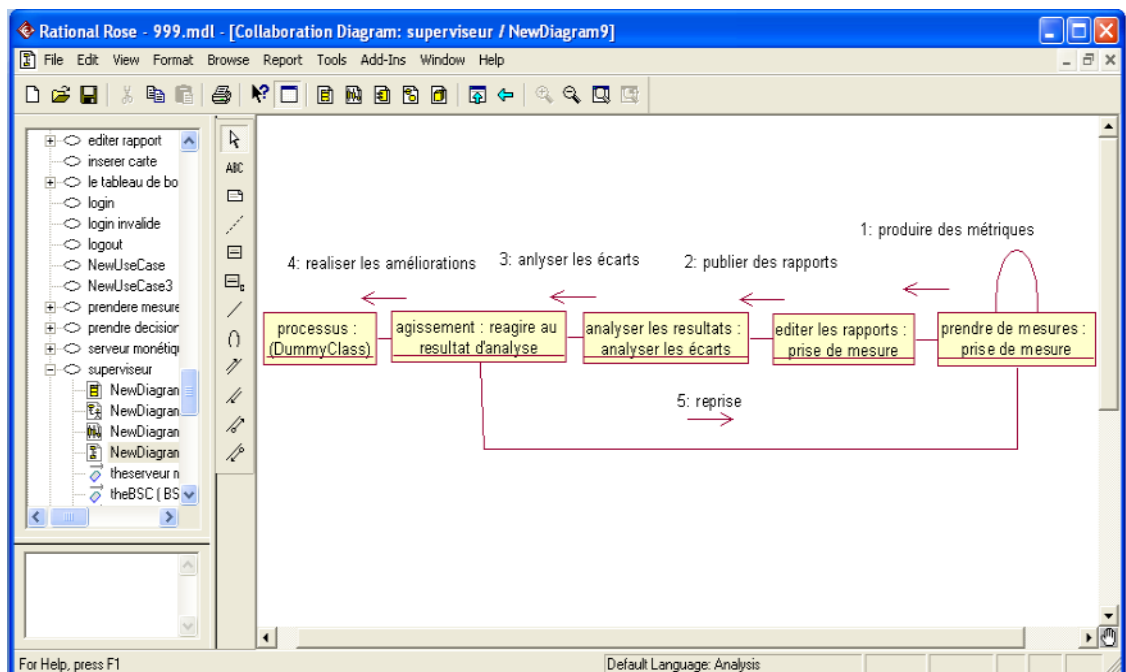 Rational Rose - 999.mdl - [Collaboration Diagram: superviseur / NewDiagram9]
File Edit View Format Browse Report Tools Add-Ins Window Help
editer rapport
inserer carte
le tableau de bo
login
login invalide
logout
NewUseCase
NewUseCase3
prendere mesure
prendre decisior
serveur monétiq
superviseur
NewDiagran
NewDiagran
NewDiagran
NewDiagran
theserveur n
theBSC ( BS
ABC
1: produire des métriques
2: publier des rapports
3: anlyser les écarts
4: realiser les améliorations
processus :
(DummyClass)
agissement : reagire au
resultat d'analyse
analyser les resultats :
analyser les écarts
editer les rapports :
prise de mesure
prendre de mesures :
prise de mesure
5: reprise
For Help, press F1
Default Language: Analysis